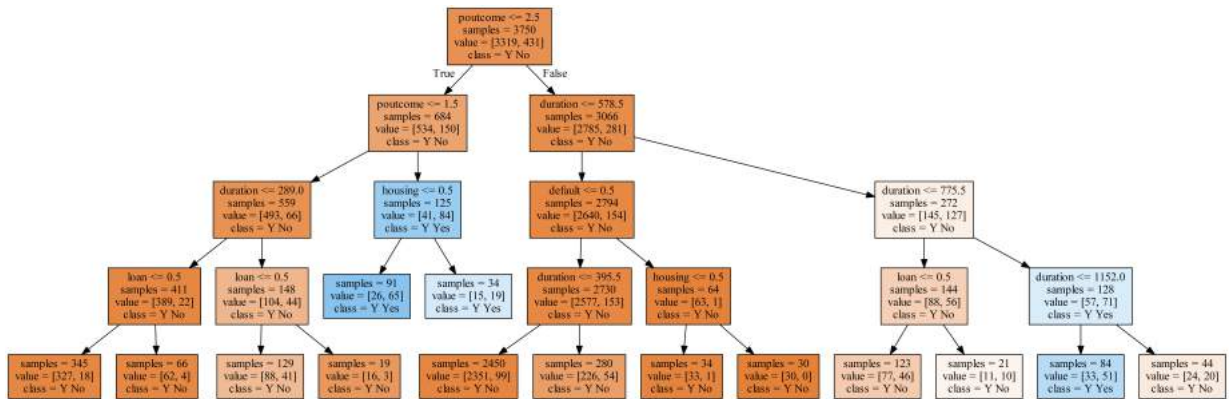 poutcome <= 2.5
samples = 3750
value = [3319, 431]
class = Y No
True
False
poutcome <= 1.5
samples = 684
value = [534, 150]
class = Y No
duration <= 578.5
samples = 3066
value = [2785, 281]
class = Y No
duration <= 289.0
samples = 559
value = [493, 66]
class = Y No
housing <= 0.5
samples = 125
value = [41, 84]
class = Y Yes
default <= 0.5
samples = 2794
value = [2640, 154]
class = Y No
duration <= 775.5
samples = 272
value = [145, 127]
class = Y No
loan <= 0.5
samples = 411
value = [389, 22]
class = Y No
loan <= 0.5
samples = 148
value = [104, 44]
class = Y No
samples = 91
value = [26, 65]
class = Y Yes
samples = 34
value = [15, 19]
class = Y Yes
duration <= 395.5
samples = 2730
value = [2577, 153]
class = Y No
housing <= 0.5
samples = 64
value = [63, 1]
class = Y No
loan <= 0.5
samples = 144
value = [88, 56]
class = Y No
duration <= 1152.0
samples = 128
value = [57, 71]
class = Y Yes
samples = 345
value = [327, 18]
class = Y No
samples = 66
value = [62, 4]
class = Y No
samples = 129
value = [88, 41]
class = Y No
samples = 19
value = [16, 3]
class = Y No
samples = 2450
value = [2351, 99]
class = Y No
samples = 280
value = [226, 54]
class = Y No
samples = 34
value = [33, 1]
class = Y No
samples = 30
value = [30, 0]
class = Y No
samples = 123
value = [77, 46]
class = Y No
samples = 21
value = [11, 10]
class = Y No
samples = 84
value = [33, 51]
class = Y Yes
samples = 44
value = [24, 20]
class = Y No